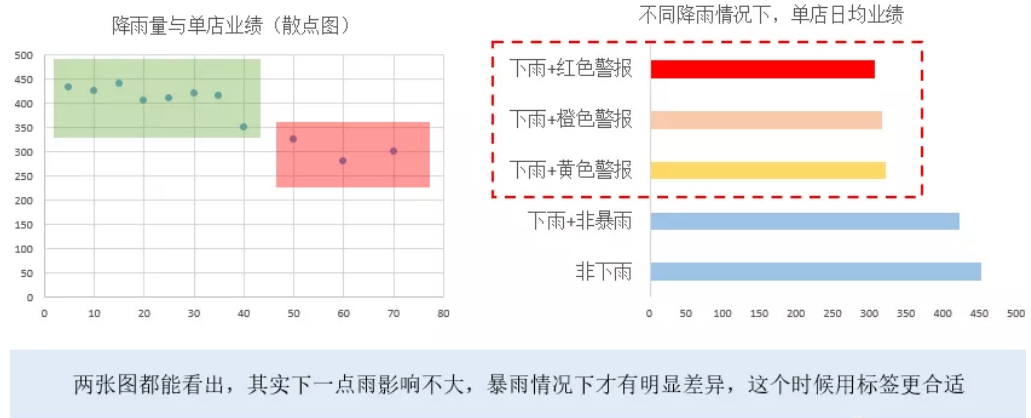 降雨量与单店业绩（散点图）
500
450
400
350
300
250
200
150
100
50
0
0 10 20 30 40 50 60 70 80
不同降雨情况下，单店日均业绩
下雨+红色警报
下雨+橙色警报
下雨+黄色警报
下雨+非暴雨
非下雨
0 50 100 150 200 250 300 350 400 450 500
两张图都能看出，其实下一点雨影响不大，暴雨情况下才有明显差异，这个时候用标签更合适